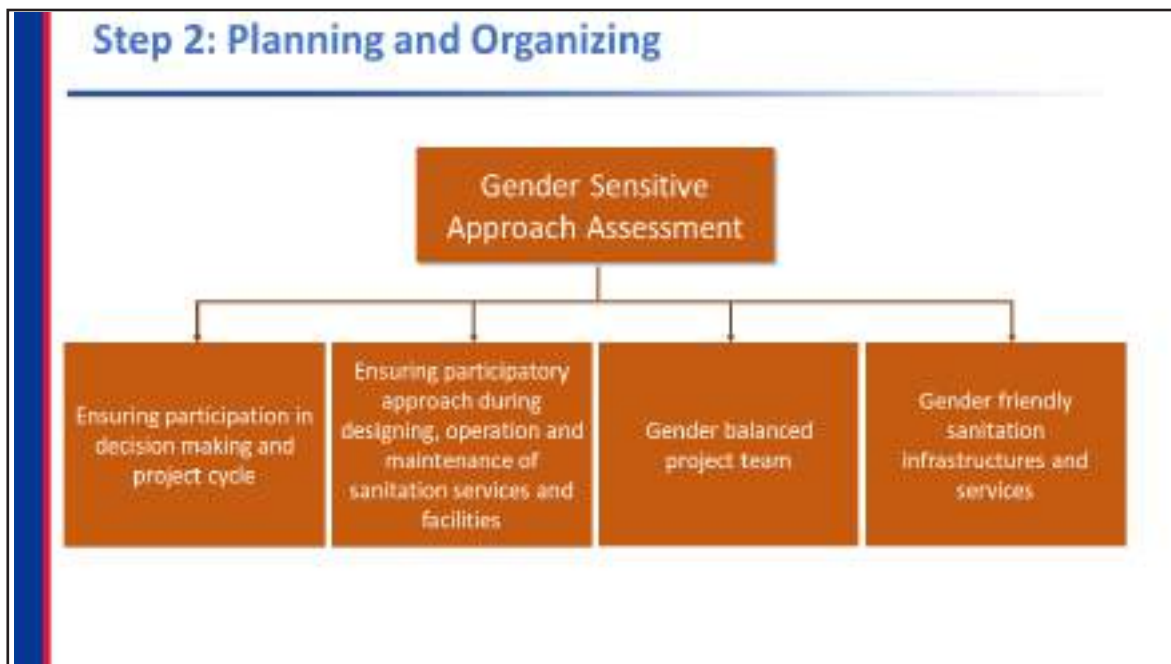 Step 2: Planning and Organizing
Gender Sensitive
Approach Assessment
Ensuring participation in
decision making and
project cycle
Ensuring participatory
approach during
designing, operation and
maintenance of
sanitation services and
facilities
Gender balanced
project team
Gender friendly
sanitation
infrastructures and
services